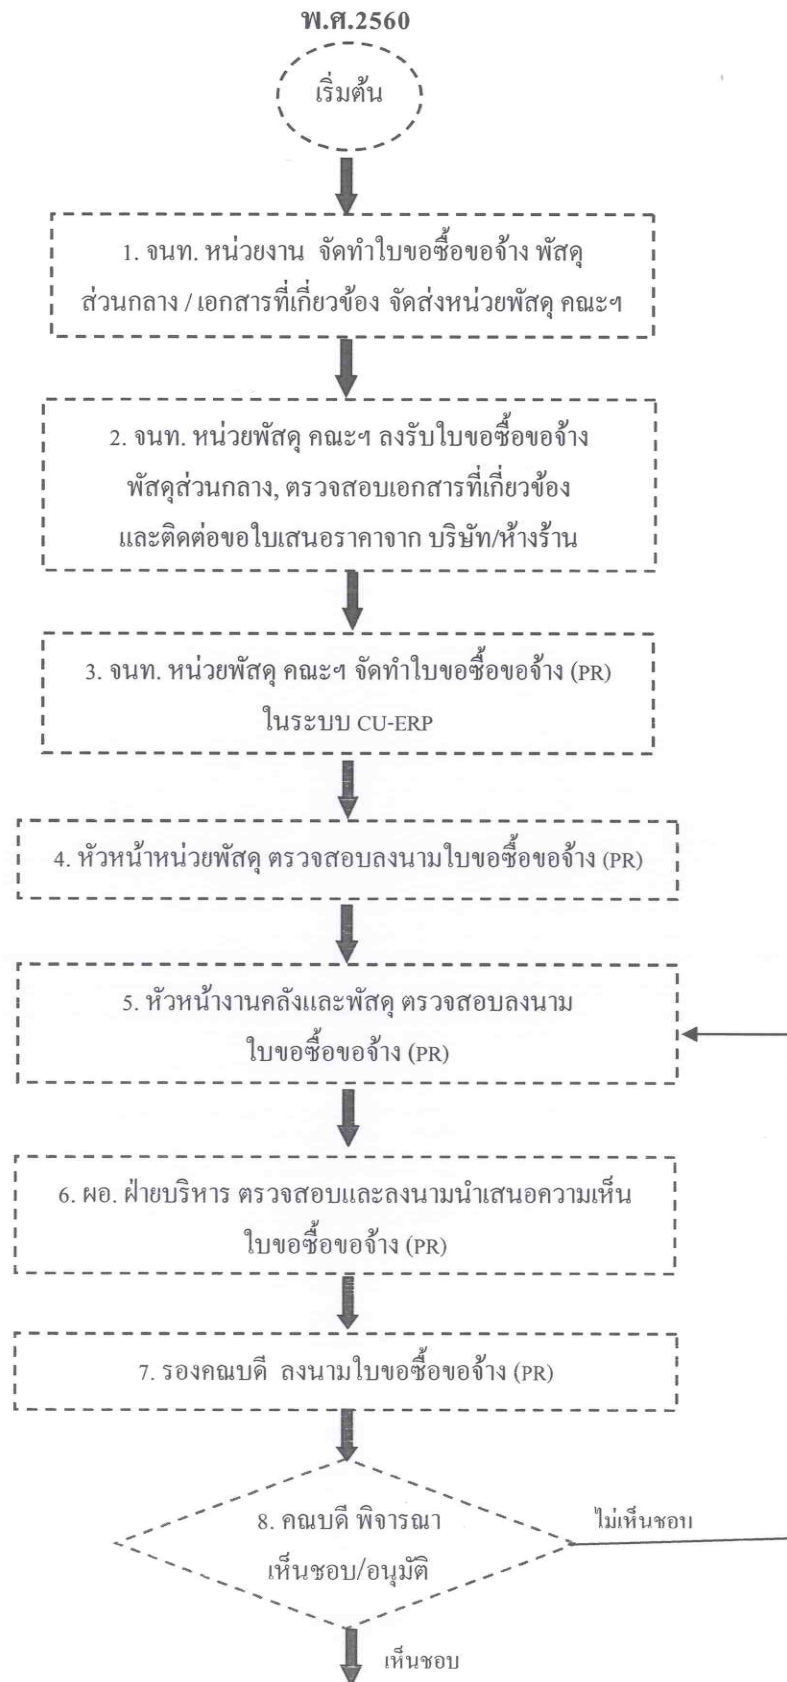 พ.ศ.2560
เริ่มต้น
1. จนท. หน่วยงาน จัดทำใบขอซื้อขอจ้าง พัสดุ
ส่วนกลาง / เอกสารที่เกี่ยวข้อง จัดส่งหน่วยพัสดุ คณะฯ
2. จนท. หน่วยพัสดุ คณะฯ ลงรับใบขอซื้อขอจ้าง
พัสดุส่วนกลาง, ตรวจสอบเอกสารที่เกี่ยวข้อง
และติดต่อขอใบเสนอราคาจาก บริษัท/ห้างร้าน
3. จนท. หน่วยพัสดุ คณะฯ จัดทำใบขอซื้อขอจ้าง (PR)
ในระบบ CU-ERP
4. หัวหน้าหน่วยพัสดุ ตรวจสอบลงนามใบขอซื้อขอจ้าง (PR)
5. หัวหน้างานคลังและพัสดุ ตรวจสอบลงนาม
ใบขอซื้อขอจ้าง (PR)
6. ผอ. ฝ่ายบริหาร ตรวจสอบและลงนามนำเสนอความเห็น
ใบขอซื้อขอจ้าง (PR)
7. รองคณบดี ลงนามใบขอซื้อขอจ้าง (PR)
8. คณบดี พิจารณา
เห็นชอบ/อนุมัติ
ไม่เห็นชอบ
เห็นชอบ